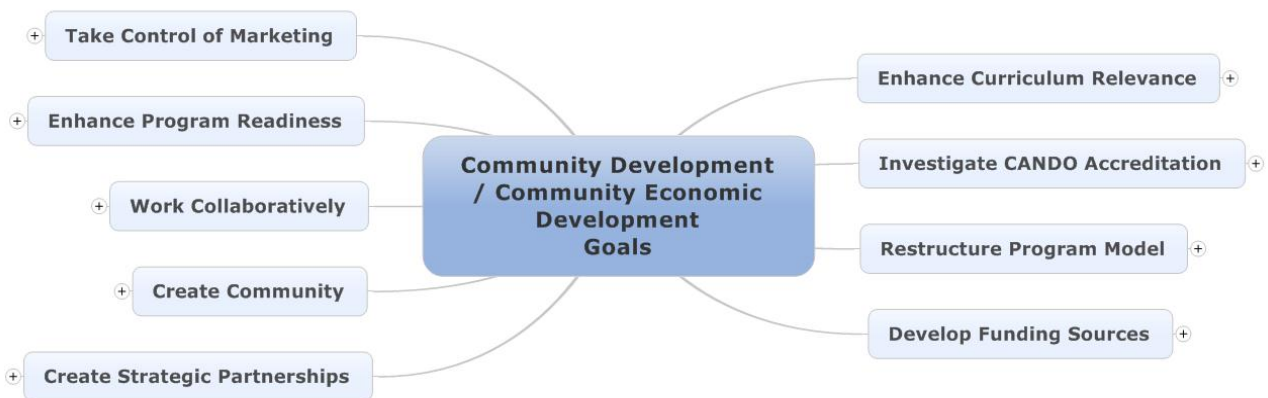 Take Control of Marketing
Enhance Program Readiness
Work Collaboratively
Create Community
Create Strategic Partnerships
Community Development
/ Community Economic
Development
Goals
Enhance Curriculum Relevance
Investigate CANDO Accreditation
Restructure Program Model
Develop Funding Sources